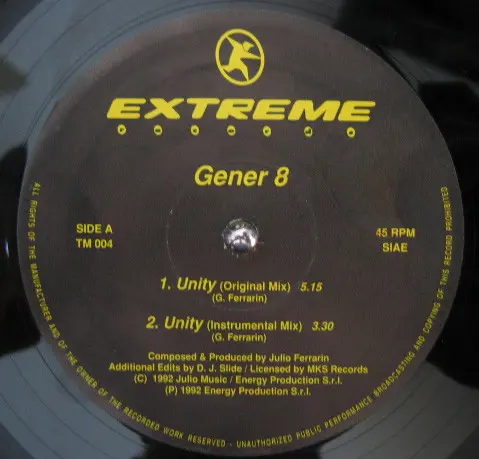 EXTREME
RECORDS
Gener 8
SIDE A
TM 004
45 RPM
SIAE
1. Unity (Original Mix) 5.15
(G. Ferrarin)
2. Unity (Instrumental Mix) 3.30
(G. Ferrarin)
Composed & Produced by Julio Ferrarin
Additional Edits by D. J. Slide / Licensed by MKS Records
(C) 1992 Julio Music / Energy Production S.r.l.
(P) 1992 Energy Production S.r.l.
ALL RIGHTS OF THE MANUFACTURER AND OF THE OWNER OF THE RECORDED WORK RESERVED - UNAUTHORIZED PUBLIC PERFORMANCE BROADCASTING AND COPYING OF THIS RECORD PROHIBITED